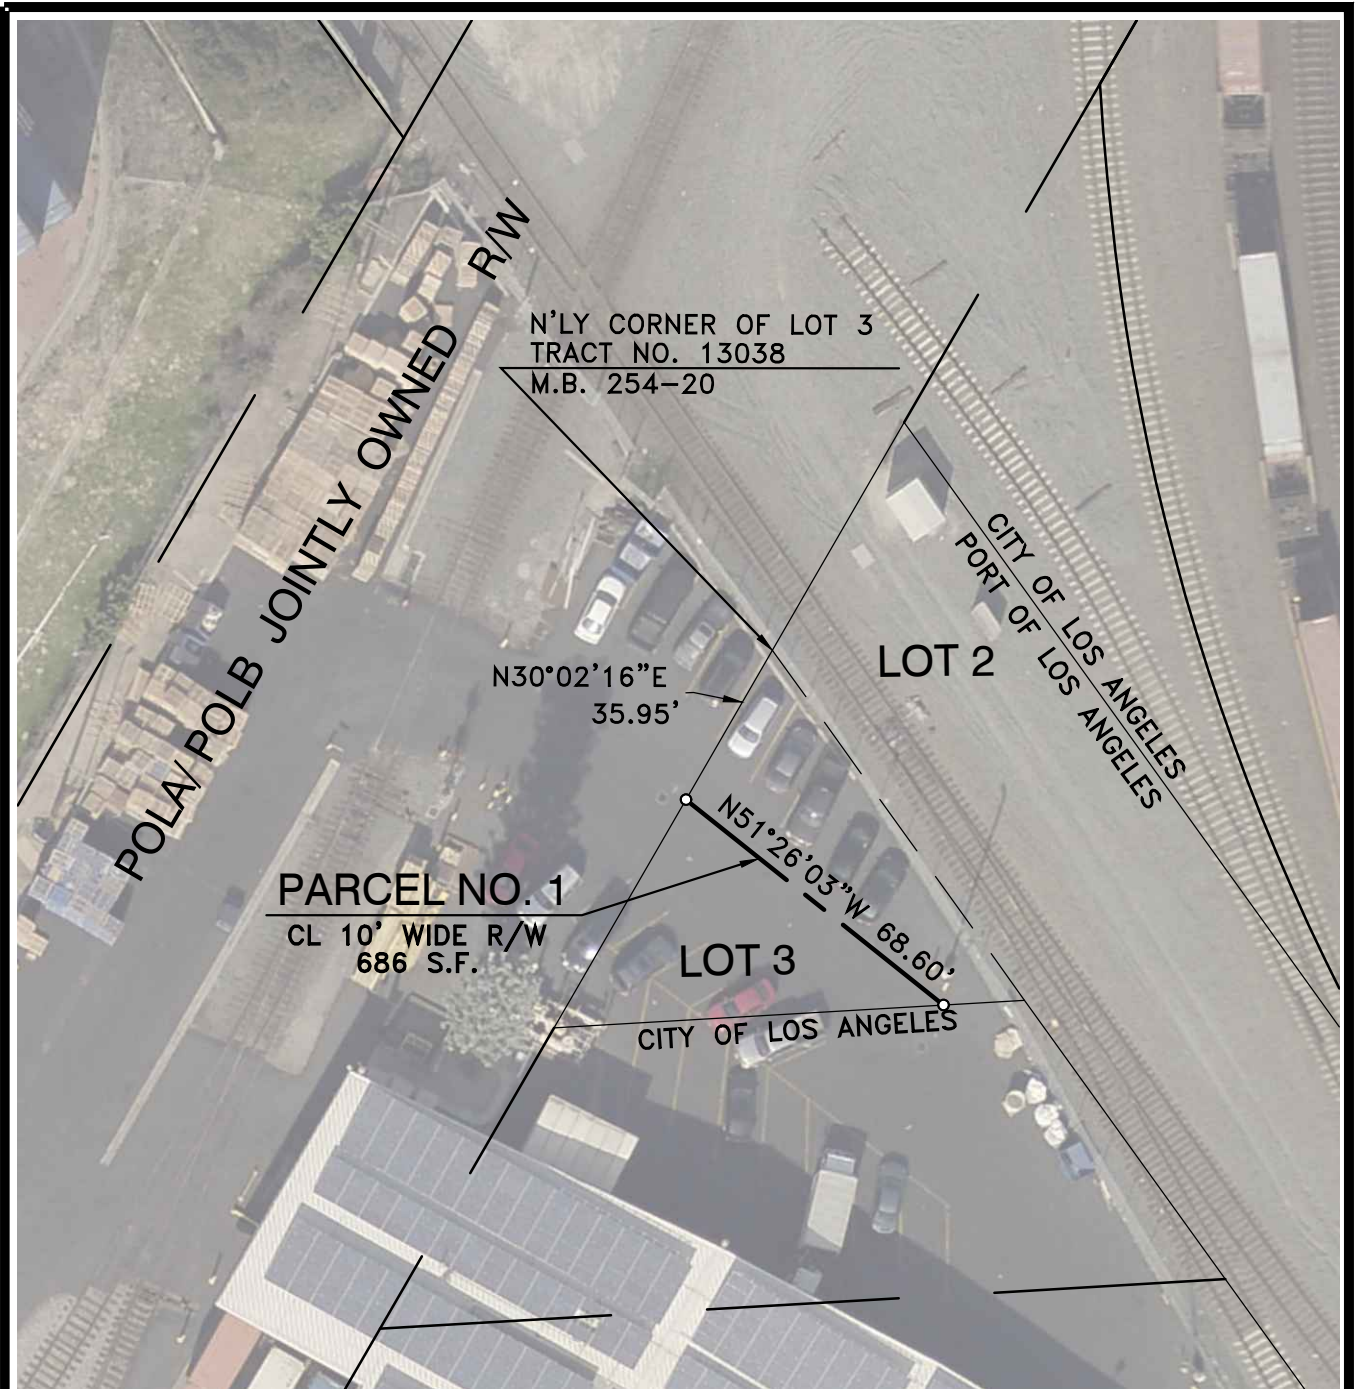 POLA/POLB JOINTLY OWNED R/W
N'LY CORNER OF LOT 3
TRACT NO. 13038
M.B. 254-20
CITY OF LOS ANGELES
PORT OF LOS ANGELES
LOT 2
N30°02'16"E
35.95'
N51°26'03"W 68.60'
PARCEL NO. 1
CL 10' WIDE R/W
686 S.F.
LOT 3
CITY OF LOS ANGELES